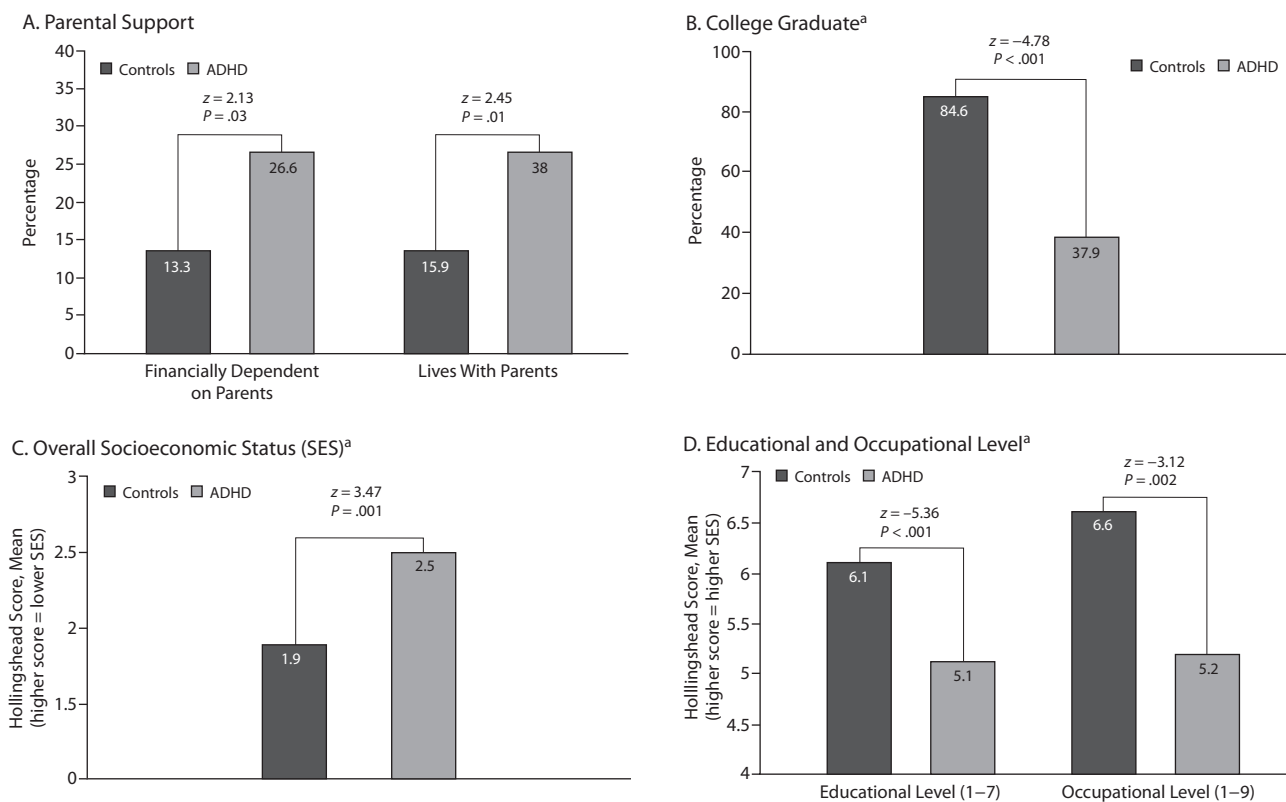 A. Parental Support
40
35
30
25
20
15
10
5
0
Percentage
Controls ADHD
z = 2.13
P = .03
z = 2.45
P = .01
13.3
26.6
15.9
38
Financially Dependent
on Parents
Lives With Parents
B. College Graduateª
100
80
60
40
20
0
Percentage
z = −4.78
P < .001
Controls ADHD
84.6
37.9
C. Overall Socioeconomic Status (SES)ª
3
2.5
2
1.5
0
Hollingshead Score, Mean
(higher score = lower SES)
Controls ADHD
z = 3.47
P = .001
1.9
2.5
D. Educational and Occupational Levelª
7
6.5
6
5.5
5
4.5
4
Holllingshead Score, Mean
(higher score = higher SES)
Controls ADHD
z = −5.36
P < .001
z = −3.12
P = .002
6.1
5.1
6.6
5.2
Educational Level (1–7)
Occupational Level (1–9)